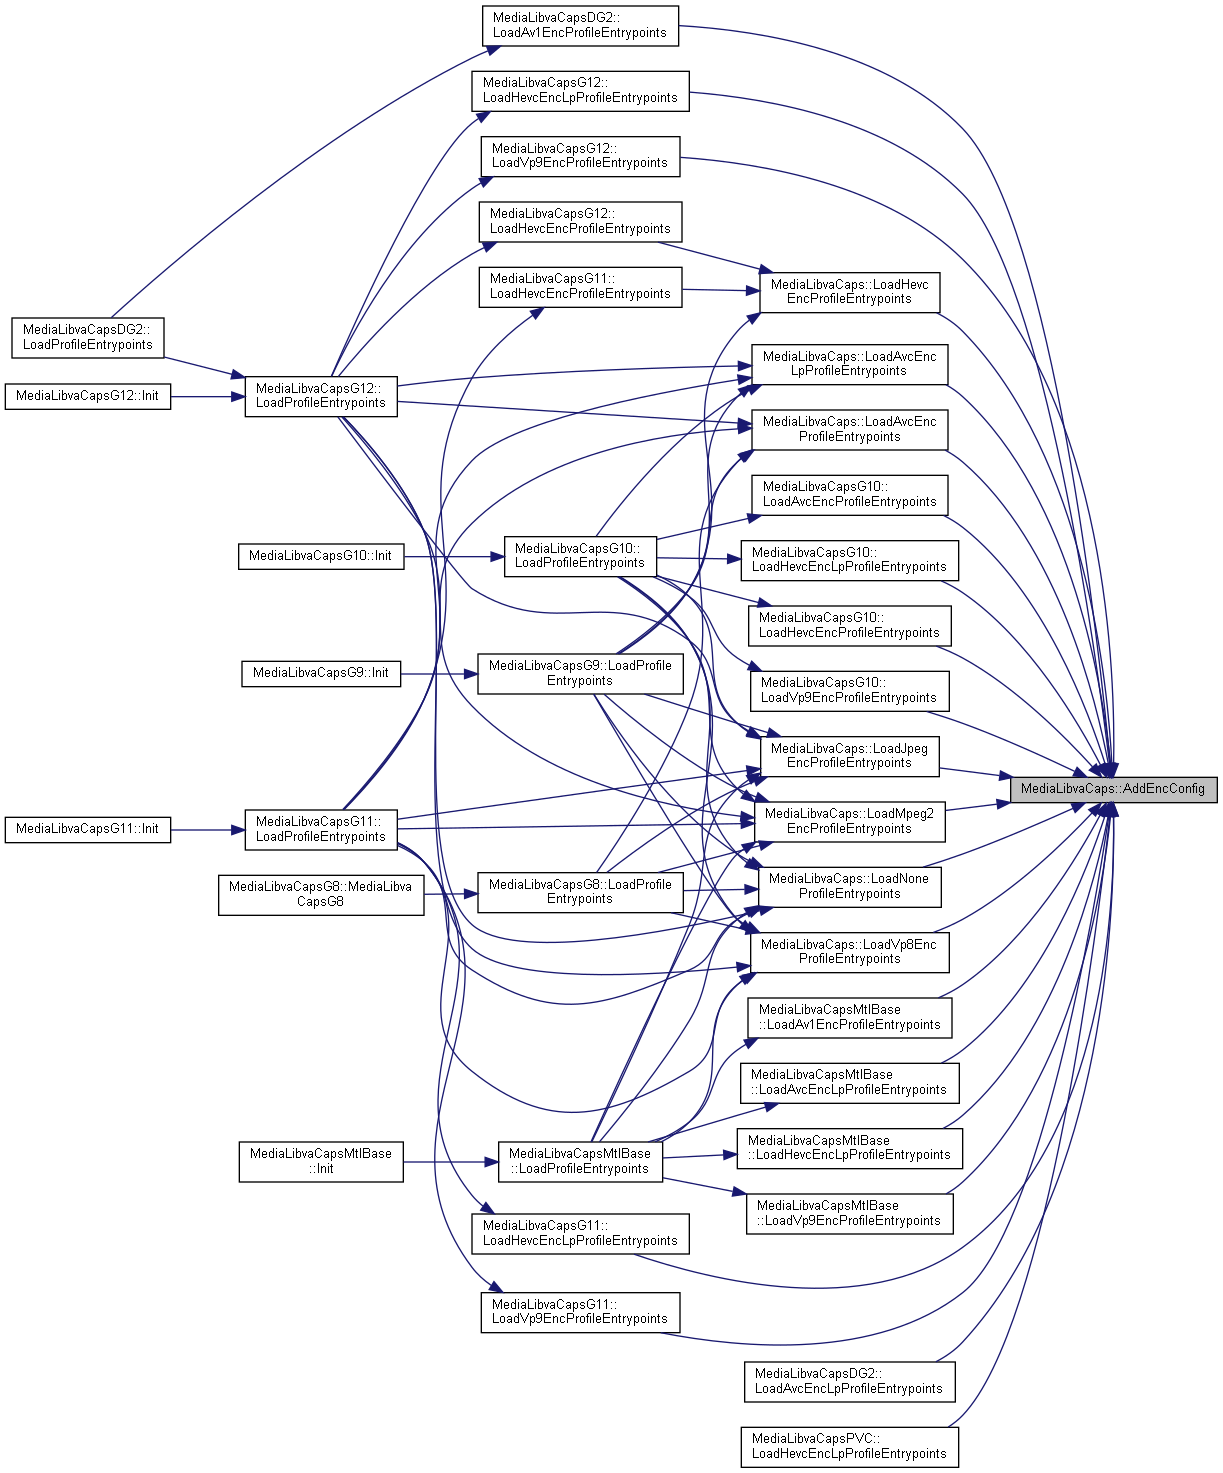 MediaLibvaCapsDG2::
LoadAv1EncProfileEntrypoints
MediaLibvaCapsG12::
LoadHevcEncLpProfileEntrypoints
MediaLibvaCapsG12::
LoadVp9EncProfileEntrypoints
MediaLibvaCapsG12::
LoadHevcEncProfileEntrypoints
MediaLibvaCapsG11::
LoadHevcEncProfileEntrypoints
MediaLibvaCaps::LoadHevc
EncProfileEntrypoints
MediaLibvaCapsDG2::
LoadProfileEntrypoints
MediaLibvaCaps::LoadAvcEnc
LpProfileEntrypoints
MediaLibvaCapsG12::Init
MediaLibvaCapsG12::
LoadProfileEntrypoints
MediaLibvaCaps::LoadAvcEnc
ProfileEntrypoints
MediaLibvaCapsG10::
LoadAvcEncProfileEntrypoints
MediaLibvaCapsG10::Init
MediaLibvaCapsG10::
LoadProfileEntrypoints
MediaLibvaCapsG10::
LoadHevcEncLpProfileEntrypoints
MediaLibvaCapsG10::
LoadHevcEncProfileEntrypoints
MediaLibvaCapsG9::Init
MediaLibvaCapsG9::LoadProfile
Entrypoints
MediaLibvaCapsG10::
LoadVp9EncProfileEntrypoints
MediaLibvaCaps::LoadJpeg
EncProfileEntrypoints
MediaLibvaCaps::AddEncConfig
MediaLibvaCapsG11::Init
MediaLibvaCapsG11::
LoadProfileEntrypoints
MediaLibvaCaps::LoadMpeg2
EncProfileEntrypoints
MediaLibvaCapsG8::MediaLibva
CapsG8
MediaLibvaCapsG8::LoadProfile
Entrypoints
MediaLibvaCaps::LoadNone
ProfileEntrypoints
MediaLibvaCaps::LoadVp8Enc
ProfileEntrypoints
MediaLibvaCapsMtlBase
::LoadAv1EncProfileEntrypoints
MediaLibvaCapsMtlBase
::LoadAvcEncLpProfileEntrypoints
MediaLibvaCapsMtlBase
::Init
MediaLibvaCapsMtlBase
::LoadProfileEntrypoints
MediaLibvaCapsMtlBase
::LoadHevcEncLpProfileEntrypoints
MediaLibvaCapsMtlBase
::LoadVp9EncProfileEntrypoints
MediaLibvaCapsG11::
LoadHevcEncLpProfileEntrypoints
MediaLibvaCapsG11::
LoadVp9EncProfileEntrypoints
MediaLibvaCapsDG2::
LoadAvcEncLpProfileEntrypoints
MediaLibvaCapsPVC::
LoadHevcEncLpProfileEntrypoints